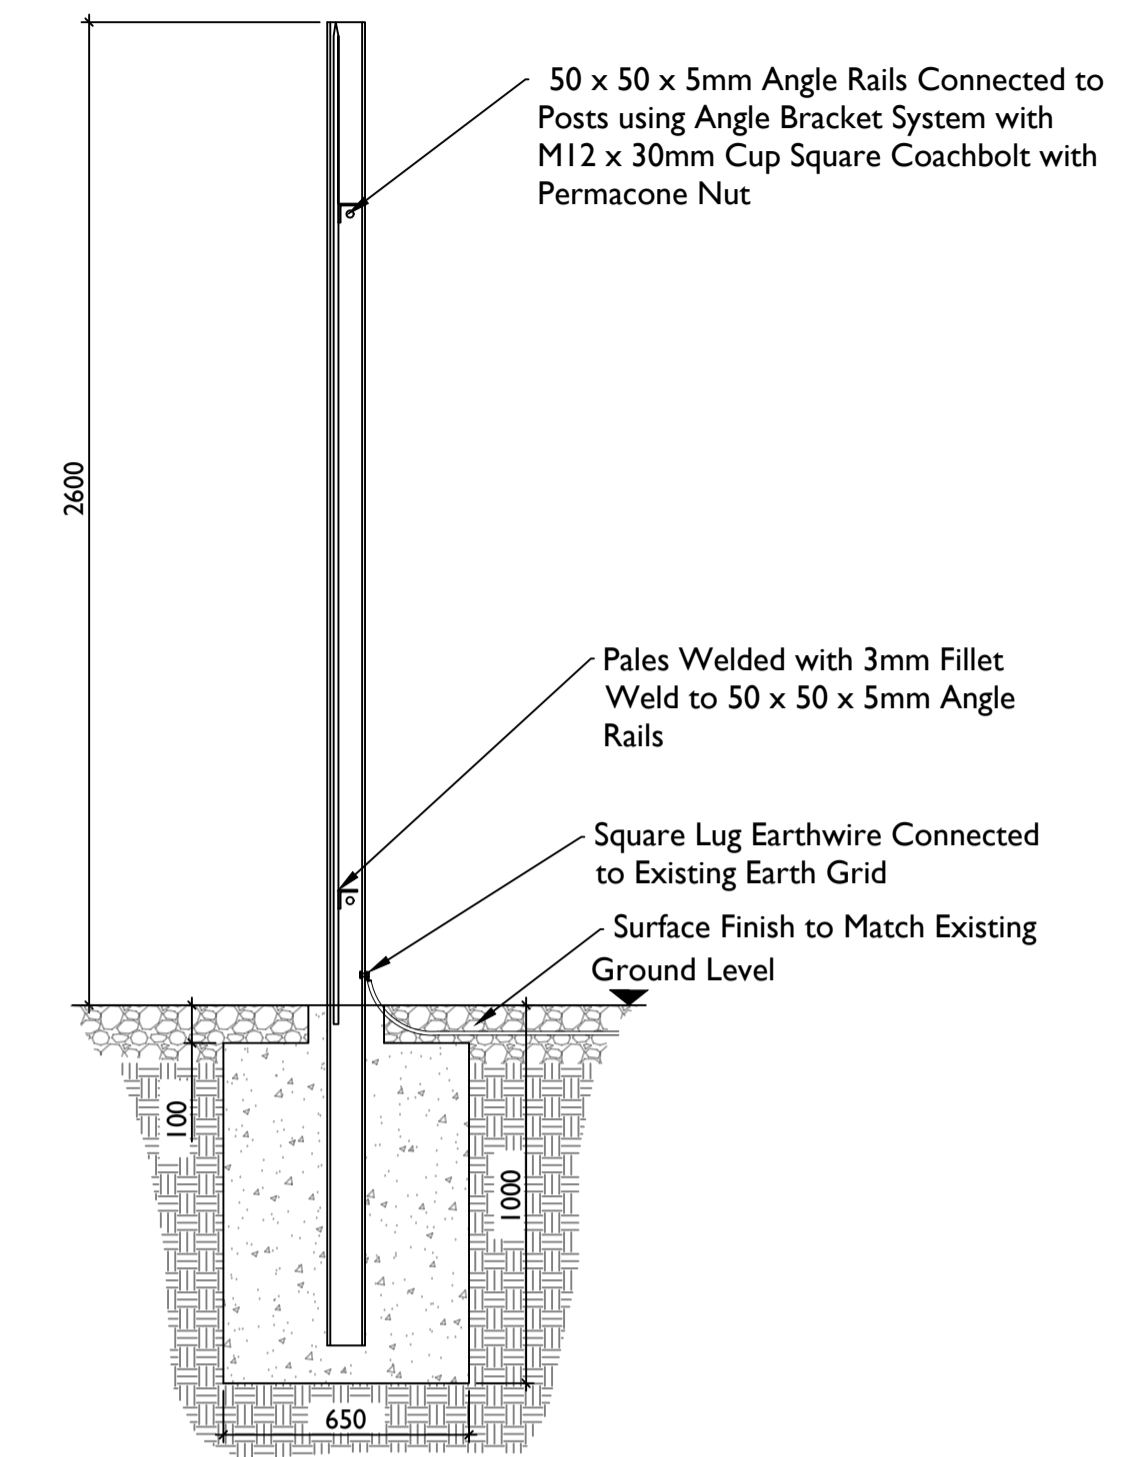 50 x 50 x 5mm Angle Rails Connected to
Posts using Angle Bracket System with
M12 x 30mm Cup Square Coachbolt with
Permacone Nut
2600
Pales Welded with 3mm Fillet
Weld to 50 x 50 x 5mm Angle
Rails
Square Lug Earthwire Connected
to Existing Earth Grid
Surface Finish to Match Existing
Ground Level
100
1000
650